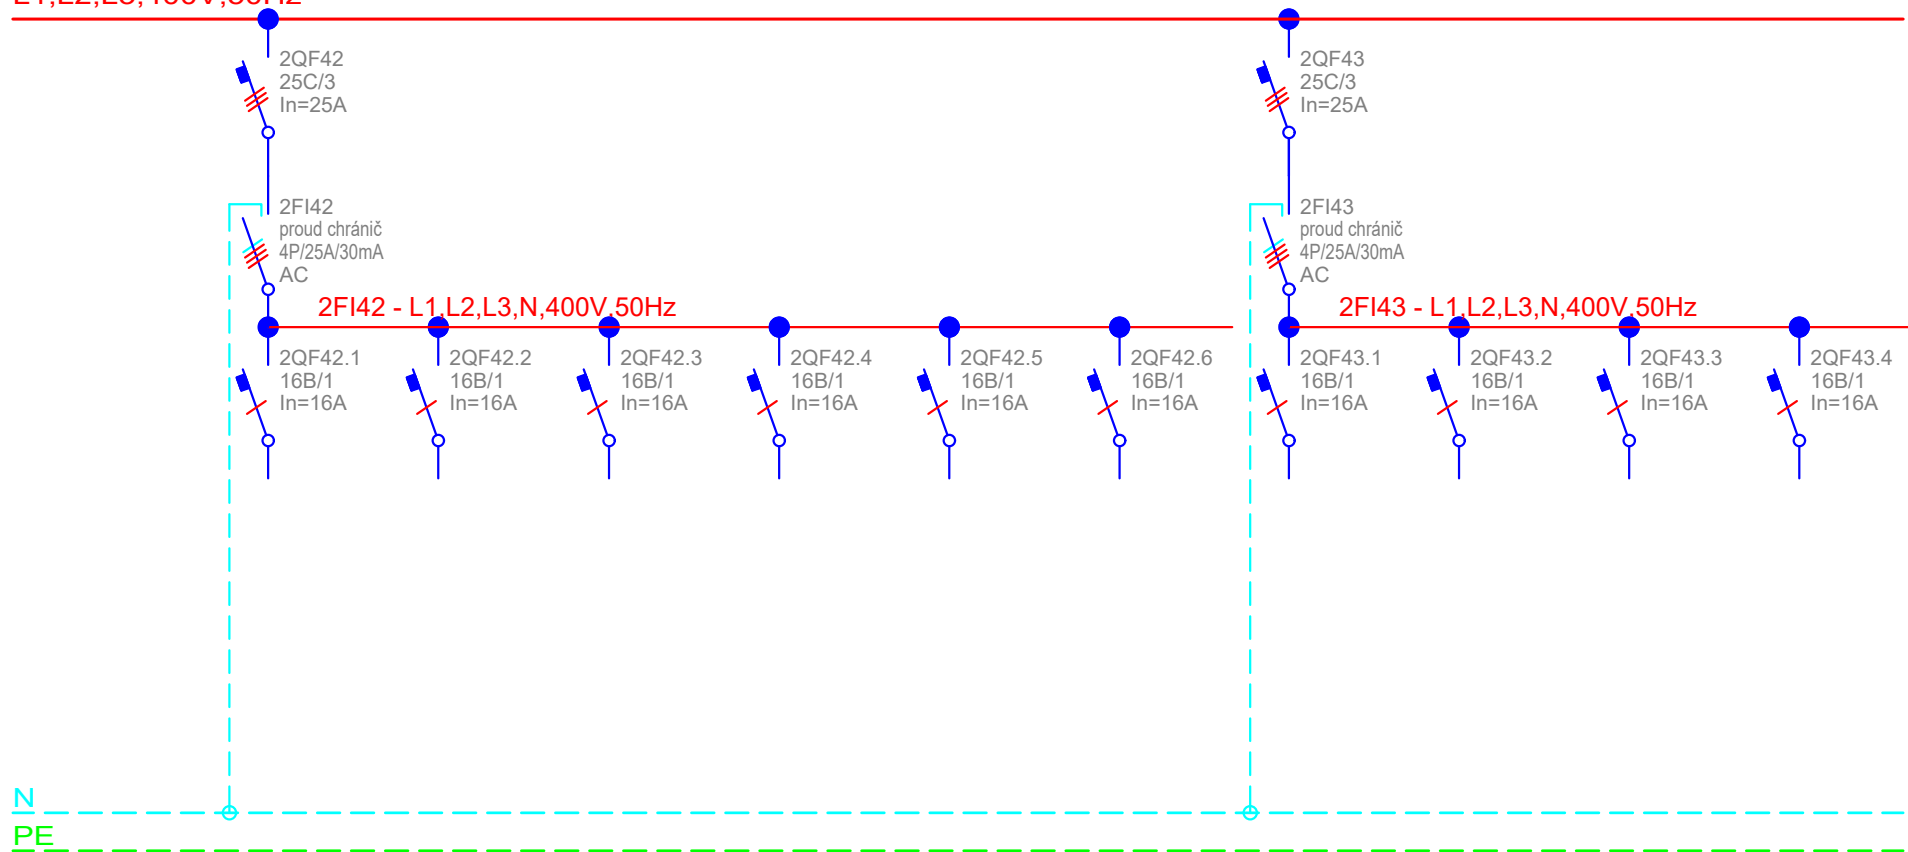 L1,L2,L3,400V,50Hz
2QF42
25C/3
In=25A
2QF43
25C/3
In=25A
2FI42
proud chránič
4P/25A/30mA
AC
2FI43
proud chránič
4P/25A/30mA
AC
2FI42 - L1,L2,L3,N,400V,50Hz
2FI43 - L1,L2,L3,N,400V,50Hz
2QF42.1
16B/1
In=16A
2QF42.2
16B/1
In=16A
2QF42.3
16B/1
In=16A
2QF42.4
16B/1
In=16A
2QF42.5
16B/1
In=16A
2QF42.6
16B/1
In=16A
2QF43.1
16B/1
In=16A
2QF43.2
16B/1
In=16A
2QF43.3
16B/1
In=16A
2QF43.4
16B/1
In=16A
N
PE